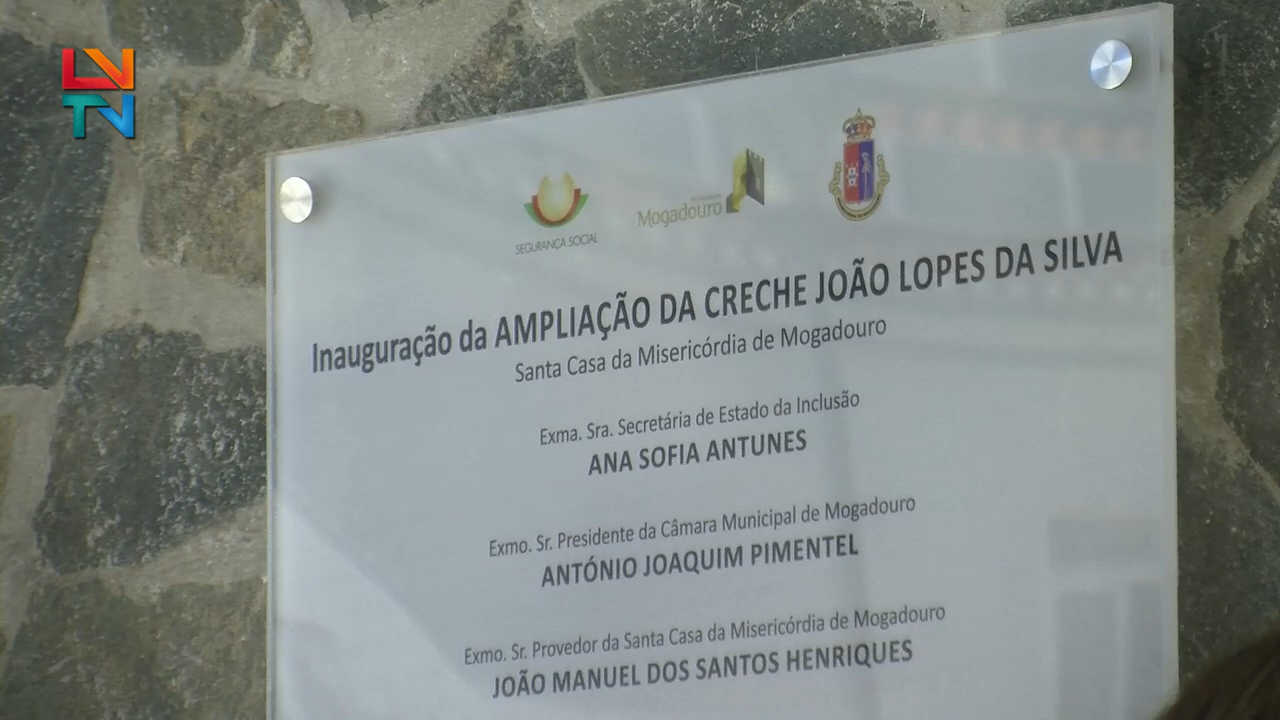 LV
TV
SEGURANÇA SOCIAL
Mogadouro
Inauguração da AMPLIAÇÃO DA CRECHE JOÃO LOPES DA SILVA
Santa Casa da Misericórdia de Mogadouro
Exma. Sra. Secretária de Estado da Inclusão
ANA SOFIA ANTUNES
Exmo. Sr. Presidente da Câmara Municipal de Mogadouro
ANTÓNIO JOAQUIM PIMENTEL
Exmo. Sr. Provedor da Santa Casa da Misericórdia de Mogadouro
JOÃO MANUEL DOS SANTOS HENRIQUES